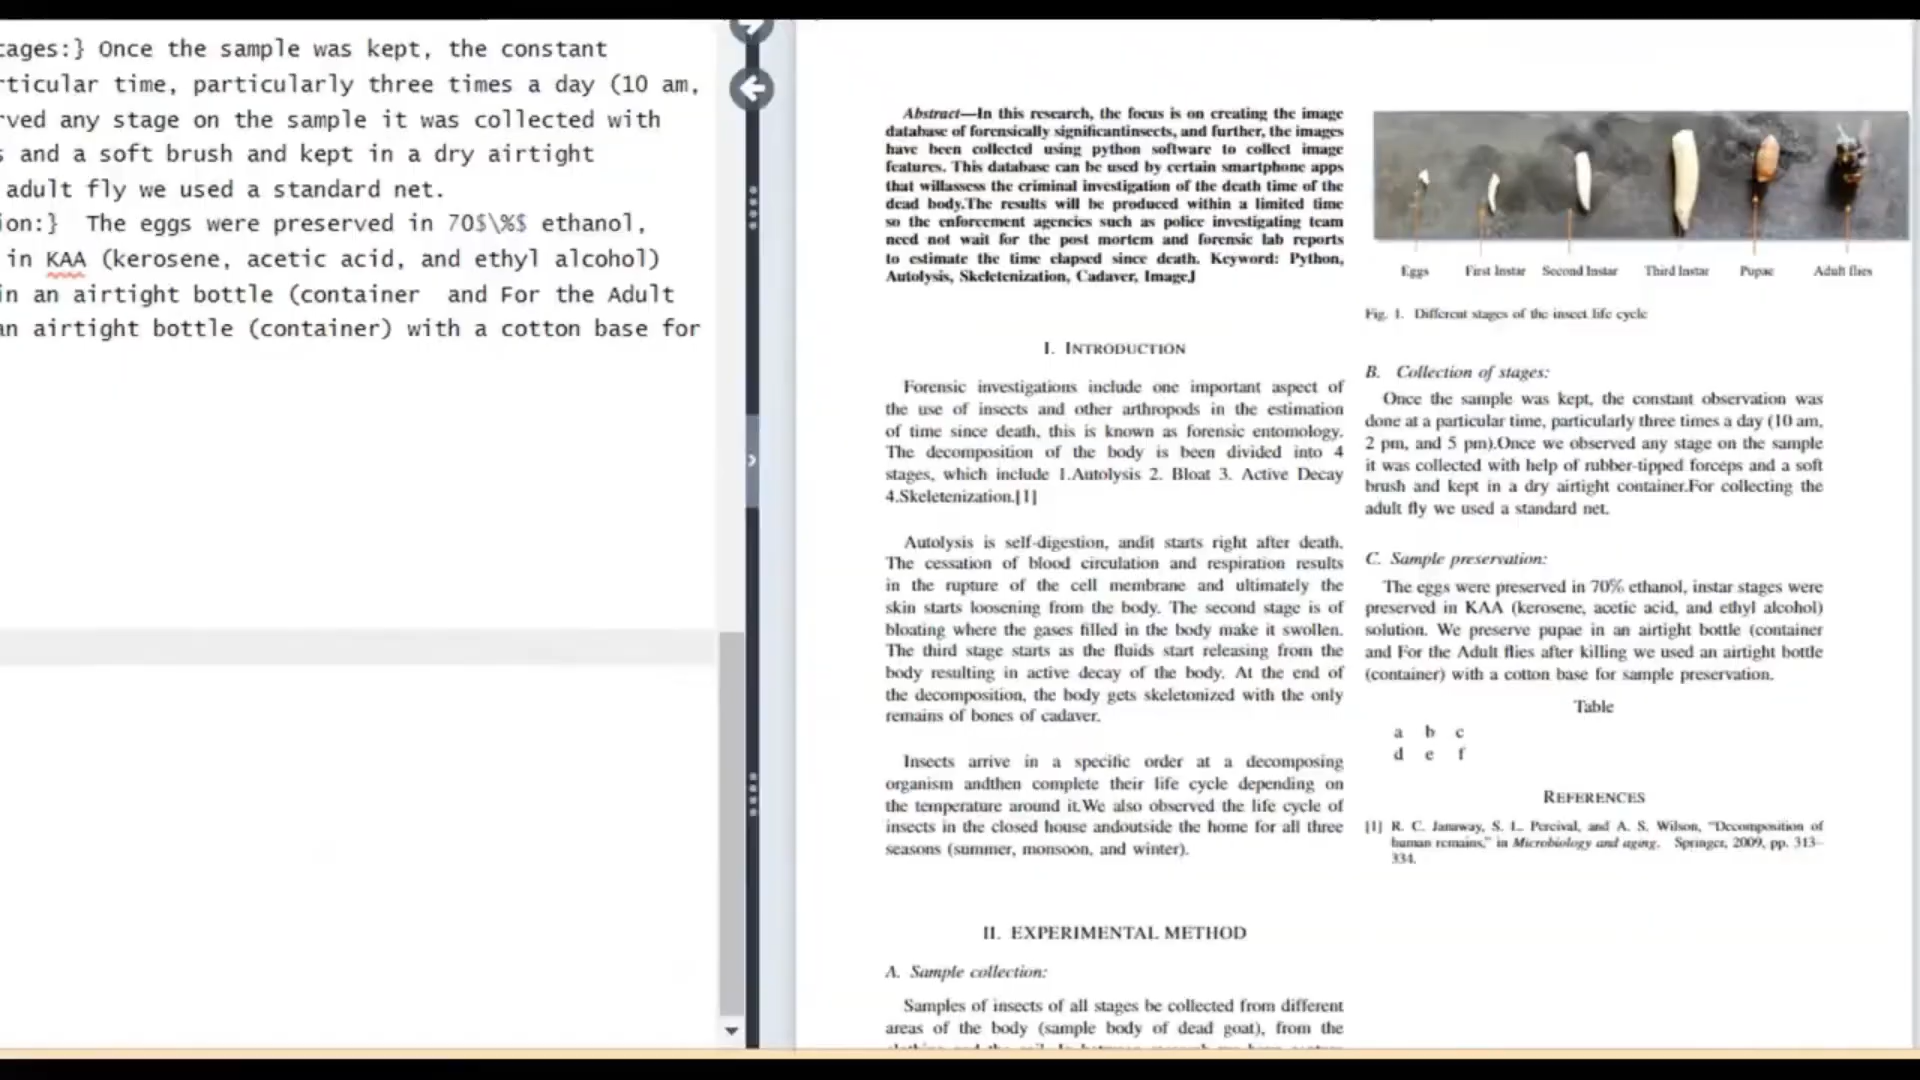 tages:} Once the sample was kept, the constant
rticular time, particularly three times a day (10 am,
rved any stage on the sample it was collected with
s and a soft brush and kept in a dry airtight
adult fly we used a standard net.
ion:}  The eggs were preserved in 70$\%$ ethanol,
in KAA (kerosene, acetic acid, and ethyl alcohol)
in an airtight bottle (container  and For the Adult
an airtight bottle (container) with a cotton base for
Abstract—In this research, the focus is on creating the image
database of forensically significantinsects, and further, the images
have been collected using python software to collect image
features. This database can be used by certain smartphone apps
that willassess the criminal investigation of the death time of the
dead body.The results will be produced within a limited time
so the enforcement agencies such as police investigating team
need not wait for the post mortem and forensic lab reports
to estimate the time elapsed since death. Keyword: Python,
Autolysis, Skeletenization, Cadaver, ImageJ
I. INTRODUCTION
Forensic investigations include one important aspect of
the use of insects and other arthropods in the estimation
of time since death, this is known as forensic entomology.
The decomposition of the body is been divided into 4
stages, which include 1.Autolysis 2. Bloat 3. Active Decay
4.Skeletenization.[1]
Autolysis is self-digestion, andit starts right after death.
The cessation of blood circulation and respiration results
in the rupture of the cell membrane and ultimately the
skin starts loosening from the body. The second stage is of
bloating where the gases filled in the body make it swollen.
The third stage starts as the fluids start releasing from the
body resulting in active decay of the body. At the end of
the decomposition, the body gets skeletonized with the only
remains of bones of cadaver.
Insects arrive in a specific order at a decomposing
organism andthen complete their life cycle depending on
the temperature around it.We also observed the life cycle of
insects in the closed house andoutside the home for all three
seasons (summer, monsoon, and winter).
II. EXPERIMENTAL METHOD
A. Sample collection:
Samples of insects of all stages be collected from different
areas of the body (sample body of dead goat), from the
Eggs First Instar Second Instar Third Instar Pupae Adult flies
Fig. 1. Different stages of the insect life cycle
B. Collection of stages:
Once the sample was kept, the constant observation was
done at a particular time, particularly three times a day (10 am,
2 pm, and 5 pm).Once we observed any stage on the sample
it was collected with help of rubber-tipped forceps and a soft
brush and kept in a dry airtight container.For collecting the
adult fly we used a standard net.
C. Sample preservation:
The eggs were preserved in 70% ethanol, instar stages were
preserved in KAA (kerosene, acetic acid, and ethyl alcohol)
solution. We preserve pupae in an airtight bottle (container
and For the Adult flies after killing we used an airtight bottle
(container) with a cotton base for sample preservation.
Table
a b c
d e f
REFERENCES
[1] R. C. Janaway, S. L. Percival, and A. S. Wilson, "Decomposition of
human remains," in Microbiology and aging. Springer, 2009, pp. 313–
334.